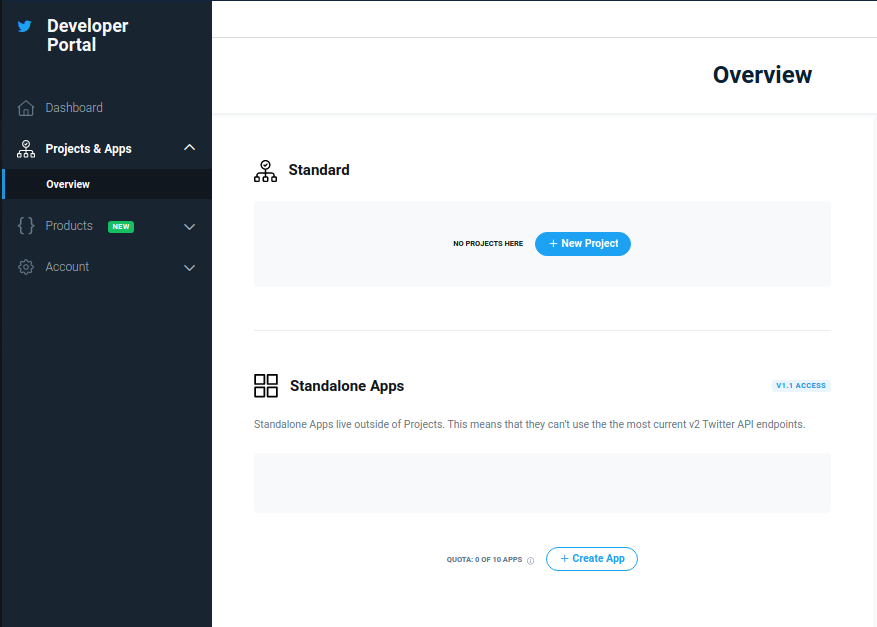 Developer
Portal
Dashboard
Projects & Apps
Overview
Products NEW
Account
Overview
Standard
NO PROJECTS HERE + New Project
Standalone Apps V1.1 ACCESS
Standalone Apps live outside of Projects. This means that they can't use the the most current v2 Twitter API endpoints.
QUOTA: 0 OF 10 APPS + Create App